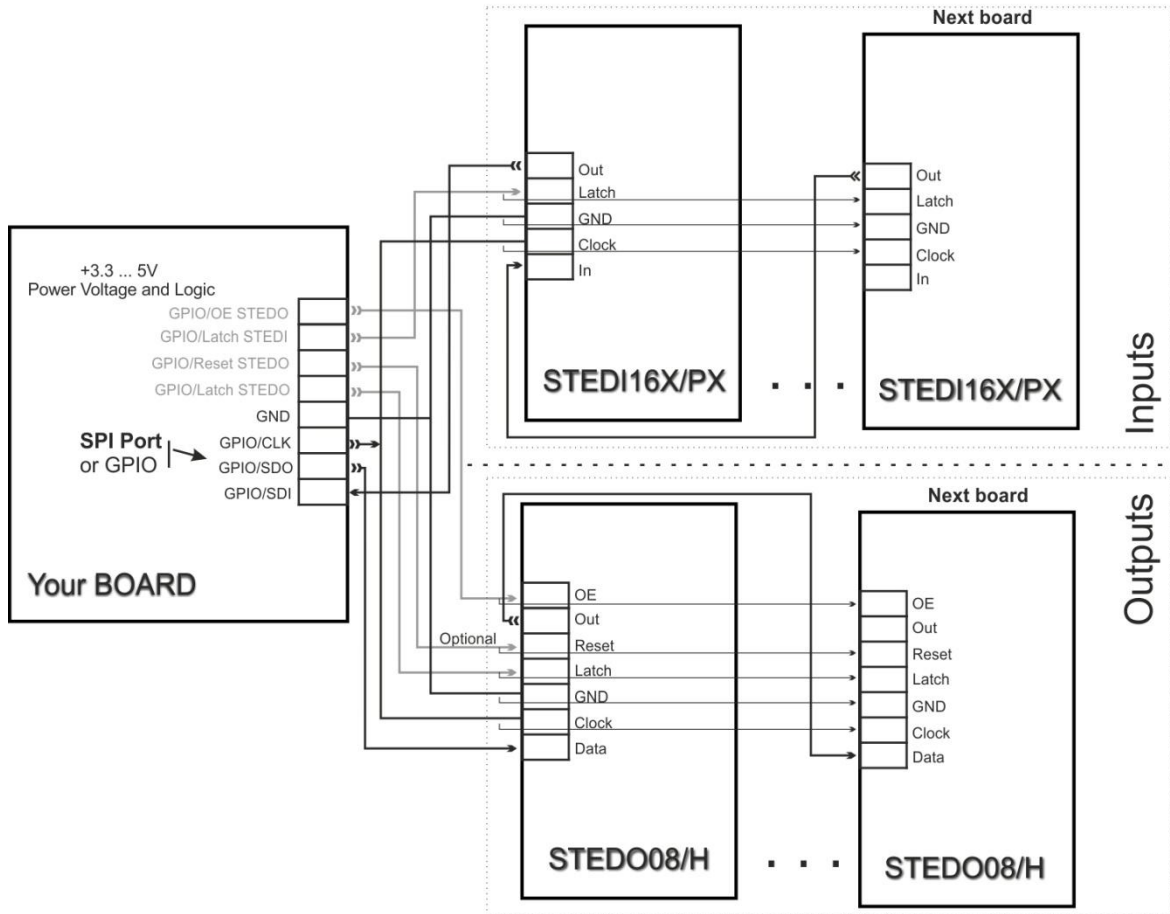 Next board
Out
Latch
GND
Clock
In
STEDI16X/PX
. . .
Out
Latch
GND
Clock
In
STEDI16X/PX
Inputs
+3.3 ... 5V
Power Voltage and Logic
GPIO/OE STEDO
GPIO/Latch STEDI
GPIO/Reset STEDO
GPIO/Latch STEDO
GND
GPIO/CLK
GPIO/SDO
GPIO/SDI
SPI Port
or GPIO
Your BOARD
Next board
Optional
OE
Out
Reset
Latch
GND
Clock
Data
STEDO08/H
. . .
OE
Out
Reset
Latch
GND
Clock
Data
STEDO08/H
Outputs